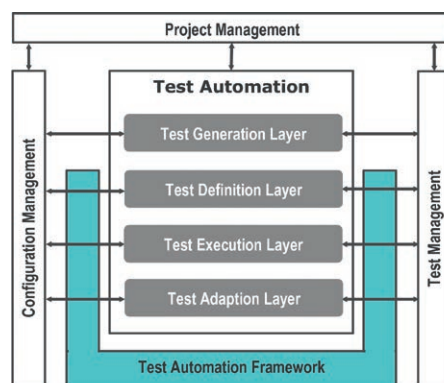 Project Management
Test Automation
Test Generation Layer
Test Definition Layer
Test Execution Layer
Test Adaption Layer
Configuration Management
Test Management
Test Automation Framework